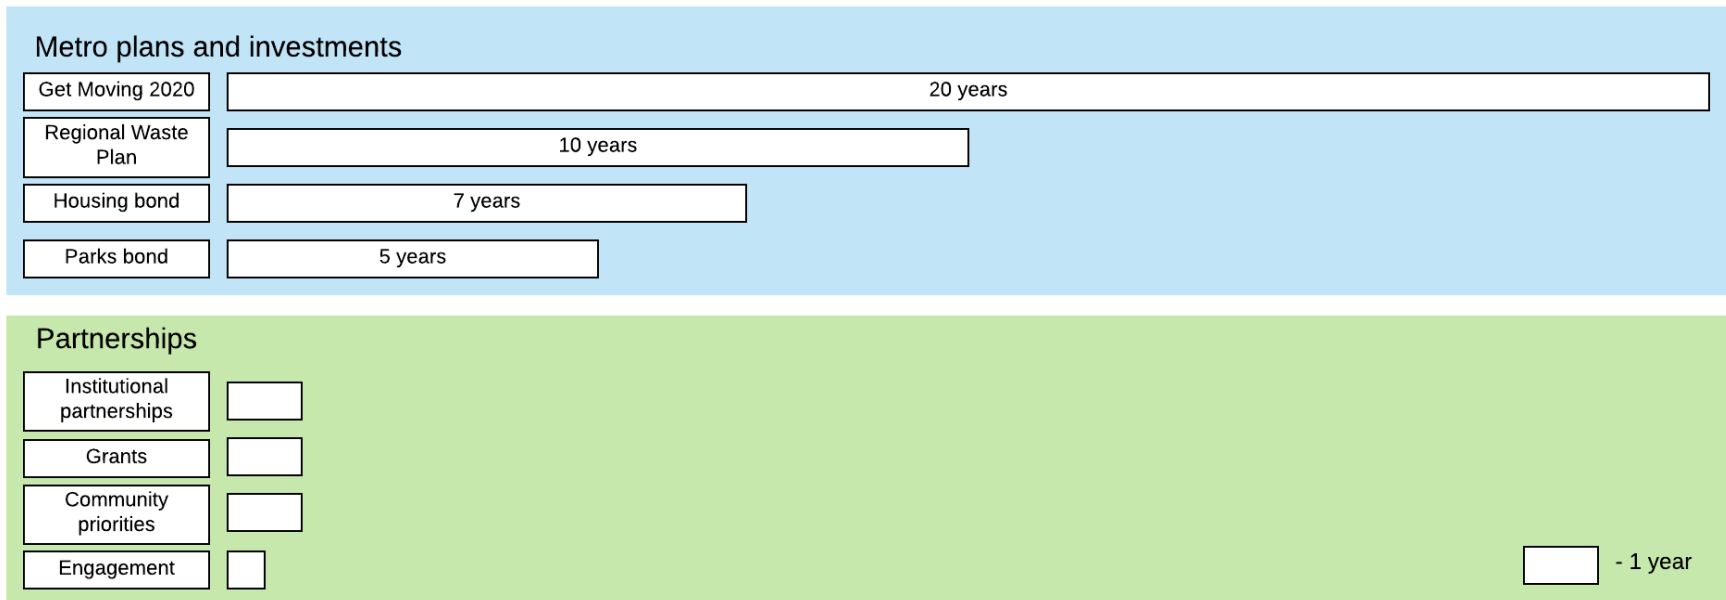 Metro plans and investments
Get Moving 2020
20 years
Regional Waste
Plan
10 years
Housing bond
7 years
Parks bond
5 years
Partnerships
Institutional
partnerships
Grants
Community
priorities
Engagement
- 1 year